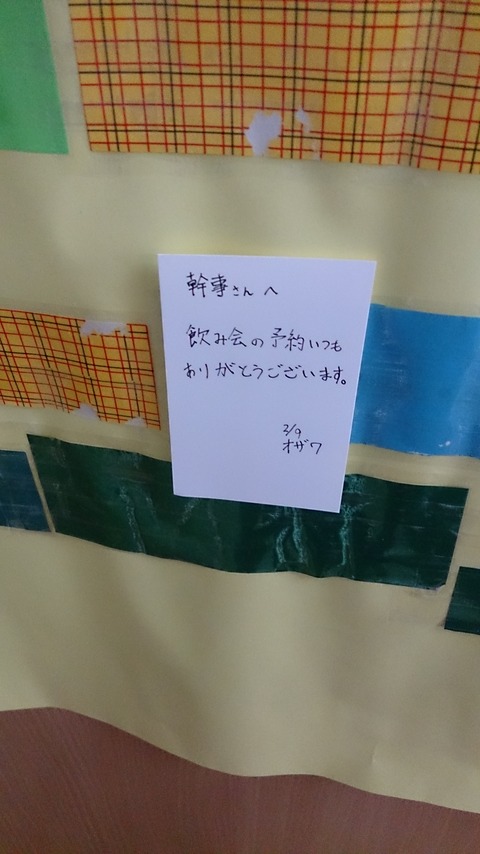 幹事さんへ
飲み会の予約いつも
ありがとうございます。
2/9
オザワ